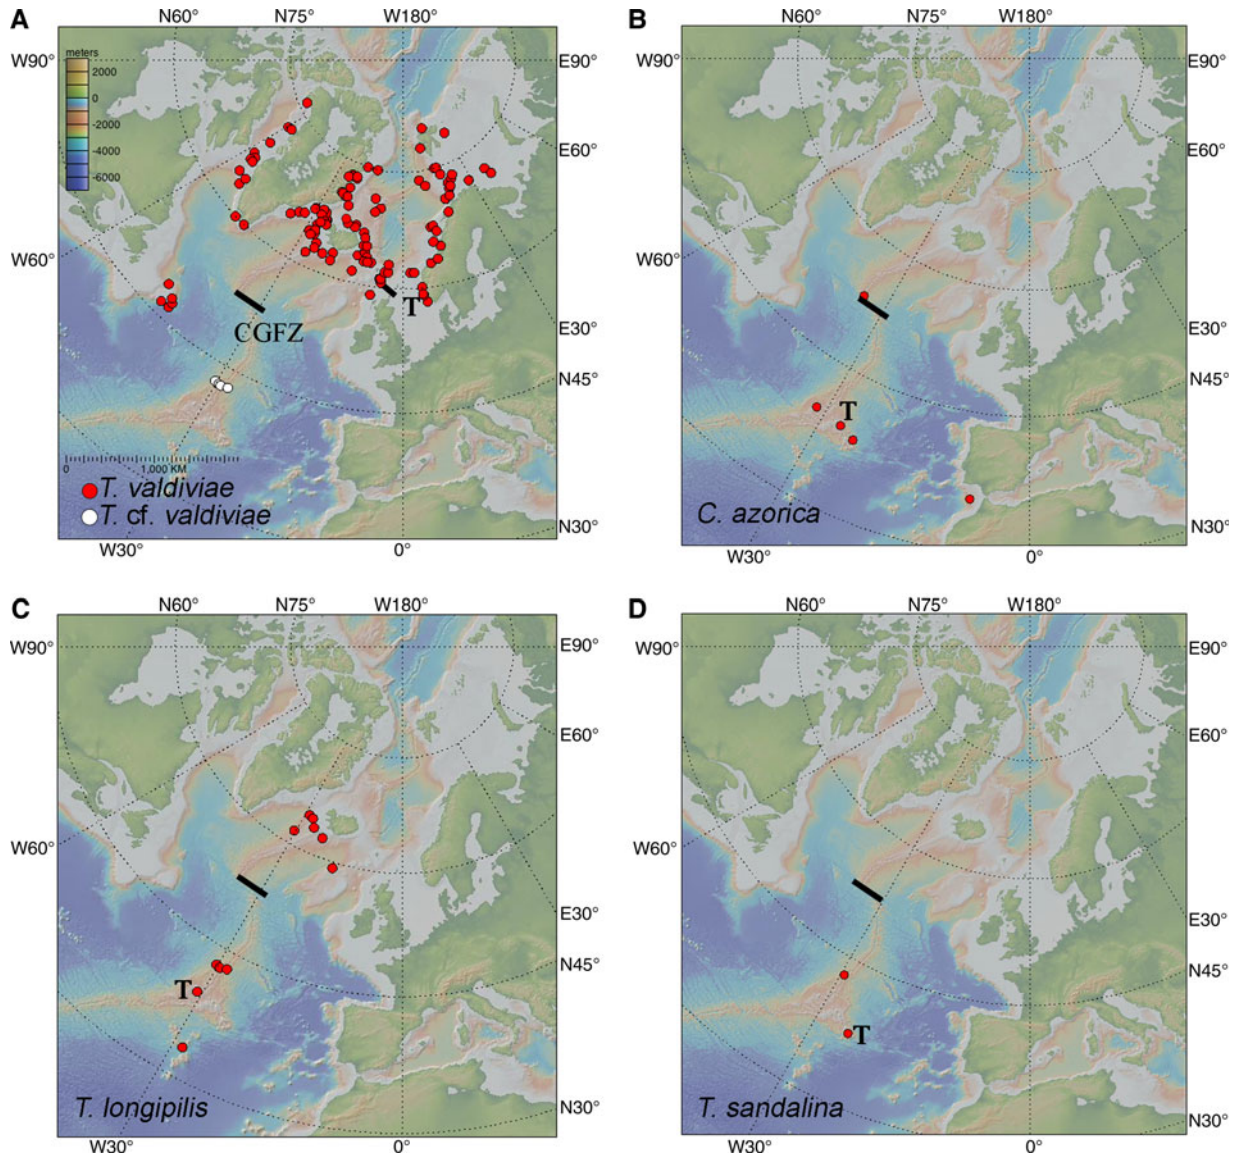 A
N60° N75° W180°
W90°
meters
2000
0
-2000
-4000
-6000
E90°
E60°
W60°
CGFZ
T
E30°
N45°
0 1,000 KM
T. valdiviae
T. cf. valdiviae
N30°
W30° 0°
B
N60° N75° W180°
W90°
E90°
E60°
W60°
E30°
N45°
T
C. azorica
N30°
W30° 0°
C
N60° N75° W180°
W90°
E90°
E60°
W60°
E30°
N45°
T
T. longipilis
N30°
W30° 0°
D
N60° N75° W180°
W90°
E90°
E60°
W60°
E30°
N45°
T
T. sandalina
N30°
W30° 0°